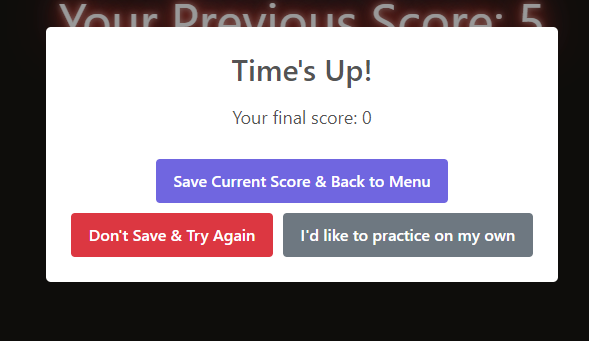 Your Previous Score: 5
Time's Up!
Your final score: 0
Save Current Score & Back to Menu
Don't Save & Try Again
I'd like to practice on my own